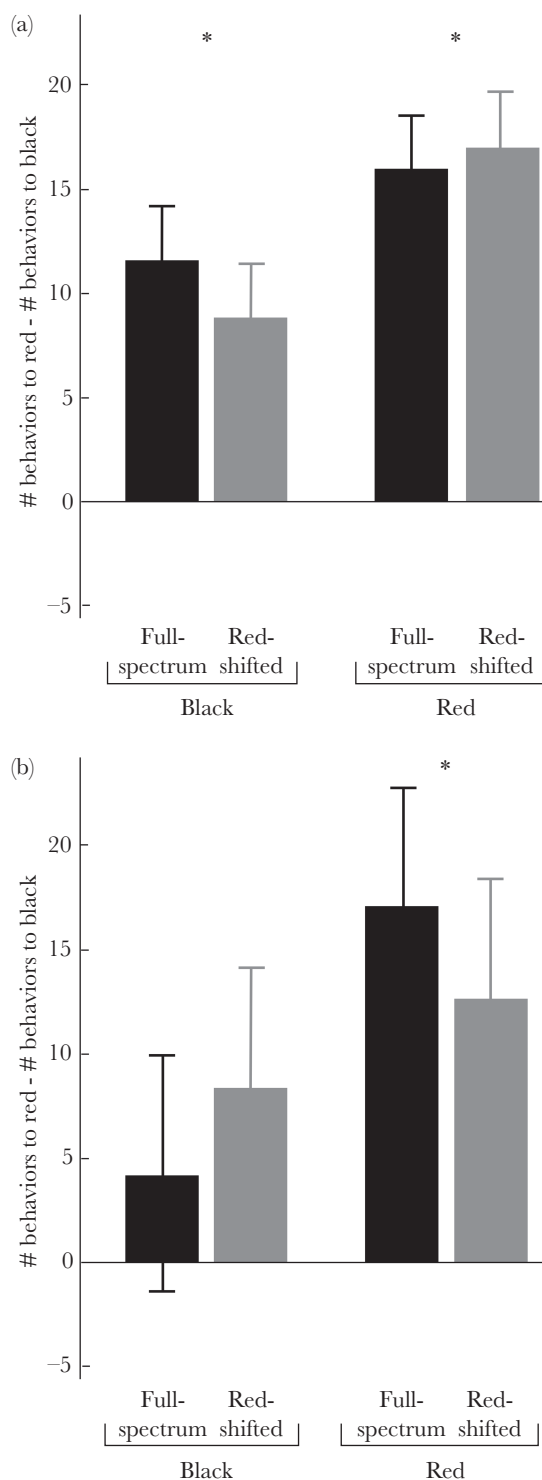 (a)
* *
20
15
10
5
0
–5
# behaviors to red - # behaviors to black
Full-spectrum Red-shifted Full-spectrum Red-shifted
Black Red
(b)
*
20
15
10
5
0
–5
# behaviors to red - # behaviors to black
Full-spectrum Red-shifted Full-spectrum Red-shifted
Black Red